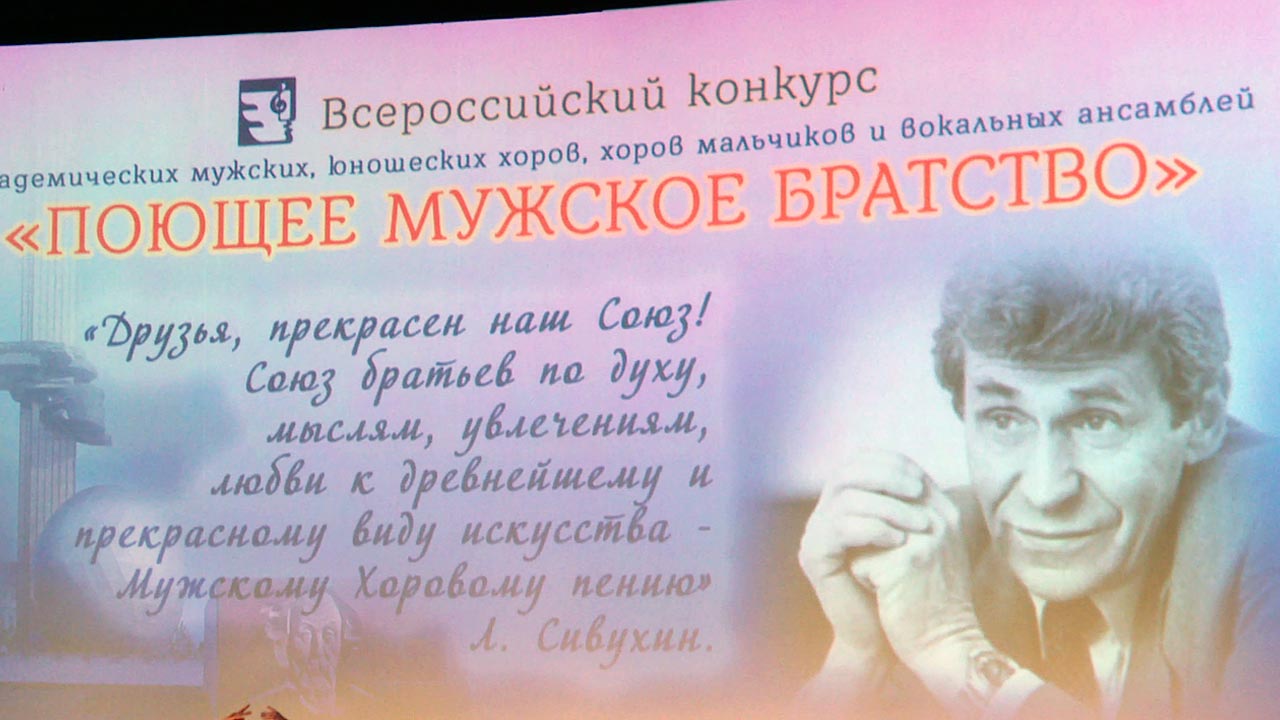 Всероссийский конкурс
адемических мужских, юношеских хоров, хоров мальчиков и вокальных ансамблей
«ПОЮЩЕЕ МУЖСКОЕ БРАТСТВО»
«Друзья, прекрасен наш Союз!
Союз братьев по духу,
мыслям, увлечениям,
любви к древнейшему и
прекрасному виду искусства -
Мужскому Хоровому пению»
Л. Сивухин.